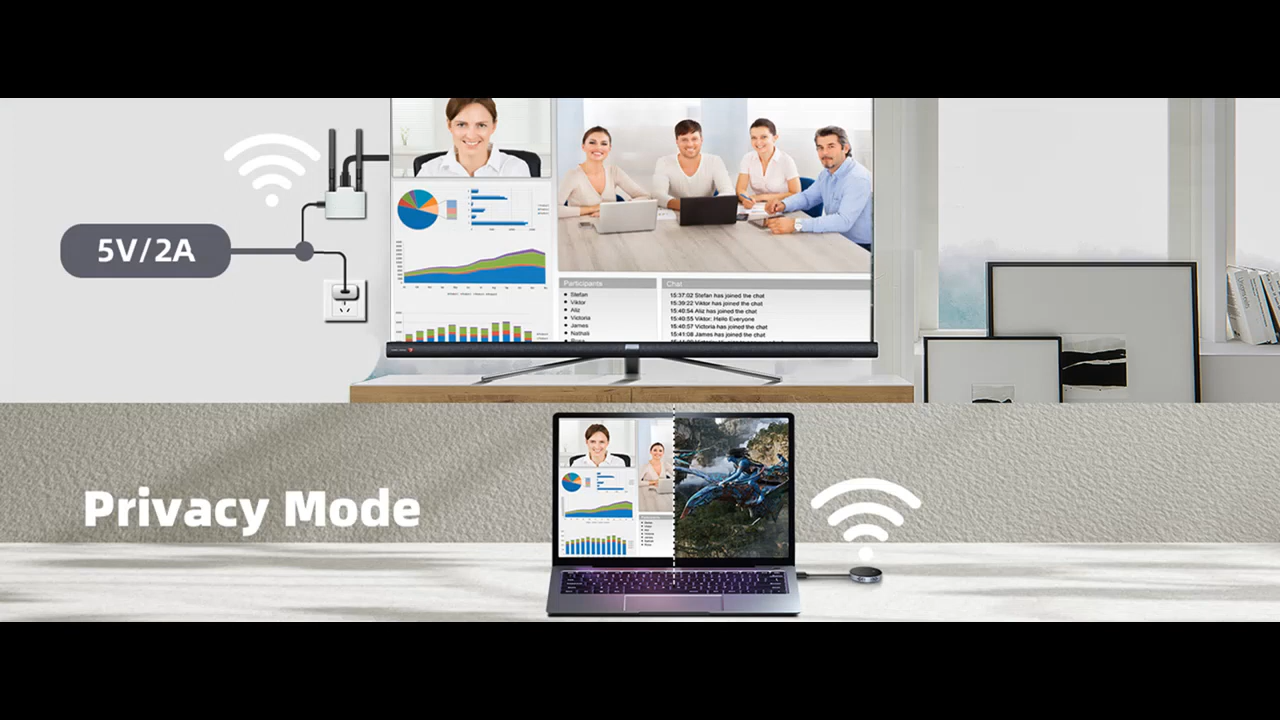 5V/2A
Participants
Stefan
Viktor
Aliz
Victoria
James
Nathali
Chat
15:37:02 Stefan has joined the chat
15:39:22 Viktor has joined the chat
15:40:54 Aliz has joined the chat
15:40:55 Viktor: Hello Everyone
15:40:57 Victoria has joined the chat
15:41:08 James has joined the chat
Privacy Mode